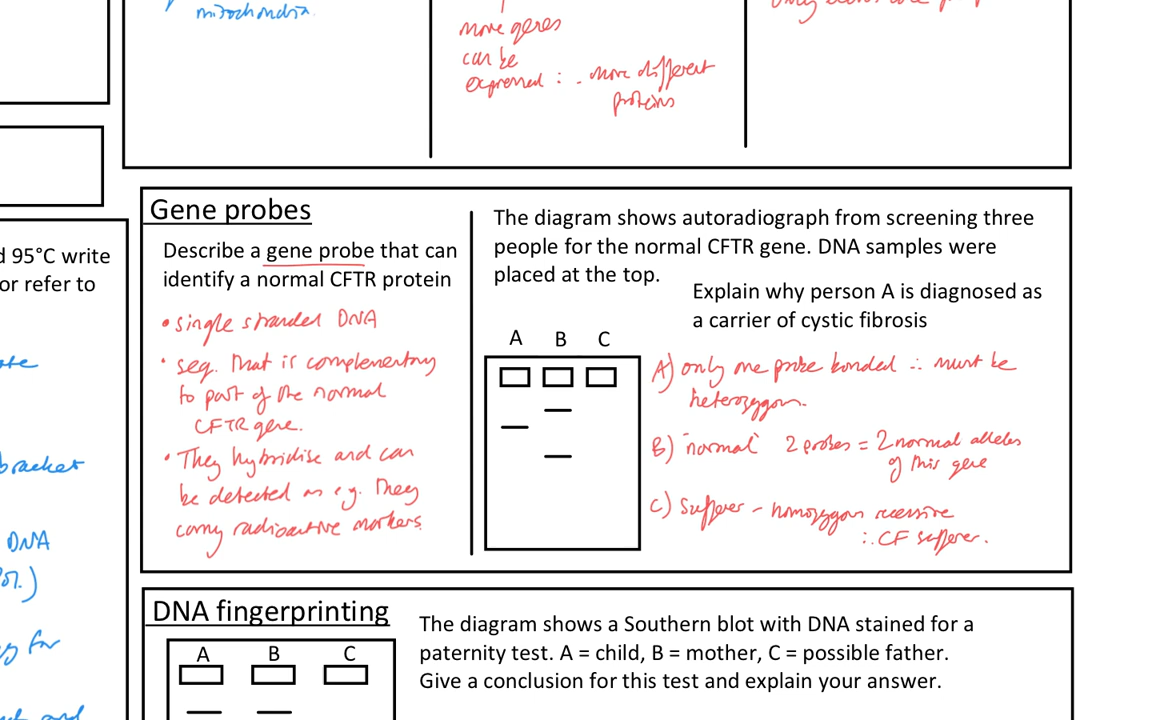 mitochondria.
more genes
can be
expressed ∴ more different
proteins
d 95°C write
or refer to
bracket
DNA
for
and
Gene probes
Describe a gene probe that can
identify a normal CFTR protein
• single stranded DNA
• seq. that is complementary
to part of the normal
CFTR gene.
• They hybridise and can
be detected as e.g. they
carry radioactive markers.
The diagram shows autoradiograph from screening three
people for the normal CFTR gene. DNA samples were
placed at the top.
Explain why person A is diagnosed as
a carrier of cystic fibrosis
A B C
A) only one probe bonded ∴ must be
heterozygous.
B) "normal" 2 probes = 2 normal alleles
of this gene
C) Sufferer - homozygous recessive
∴ CF sufferer.
DNA fingerprinting
A B C
The diagram shows a Southern blot with DNA stained for a
paternity test. A = child, B = mother, C = possible father.
Give a conclusion for this test and explain your answer.